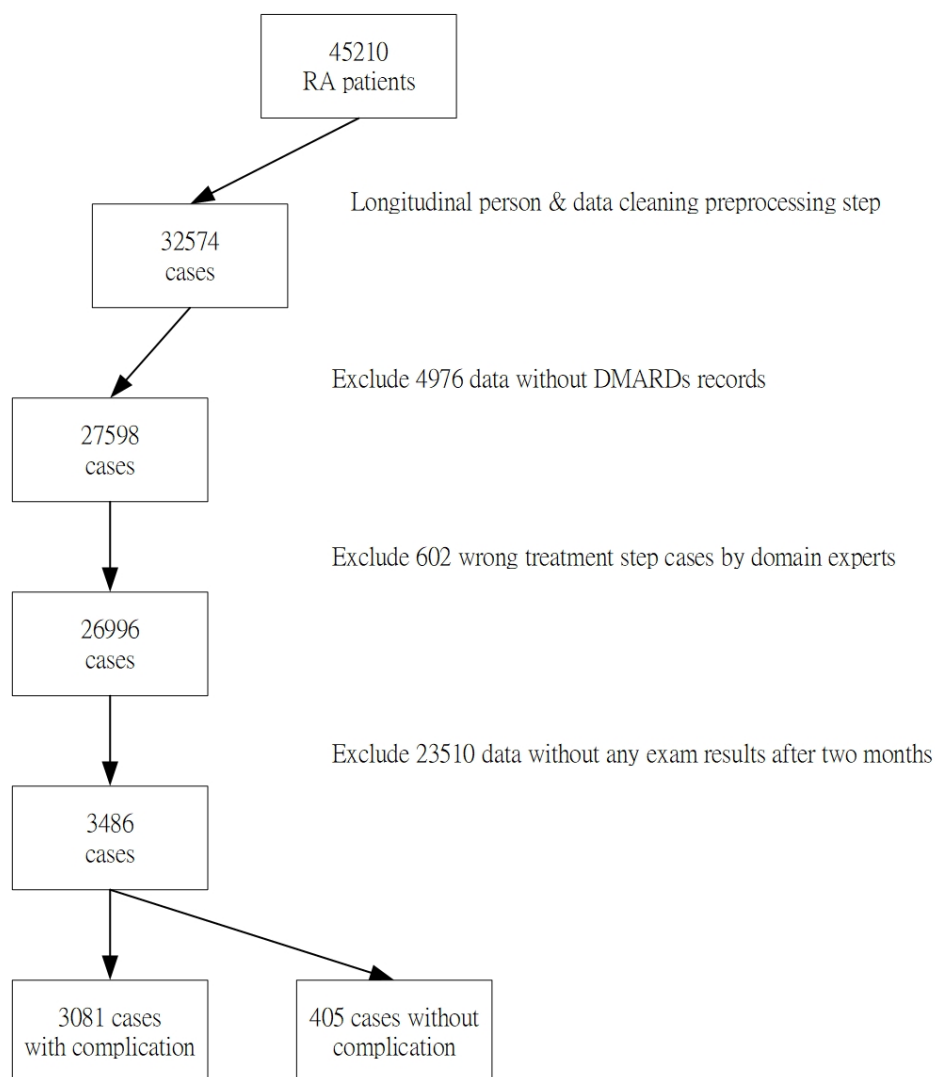 45210
RA patients
Longitudinal person & data cleaning preprocessing step
32574
cases
Exclude 4976 data without DMARDs records
27598
cases
Exclude 602 wrong treatment step cases by domain experts
26996
cases
Exclude 23510 data without any exam results after two months
3486
cases
3081 cases
with complication
405 cases without
complication